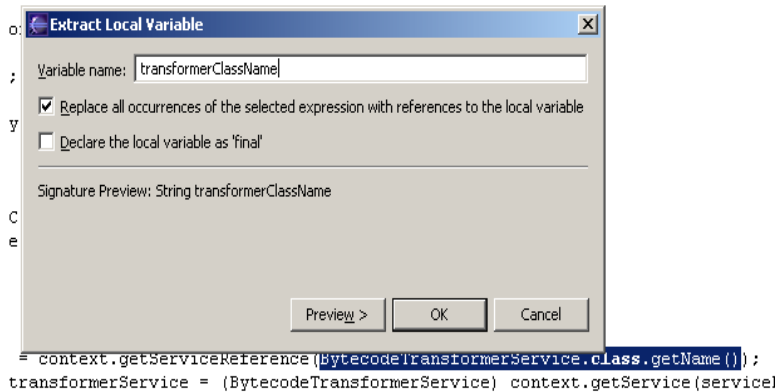 Extract Local Variable
Variable name: transformerClassName
;
Replace all occurrences of the selected expression with references to the local variable
y
Declare the local variable as 'final'
Signature Preview: String transformerClassName
C
e
Preview > OK Cancel
= context.getServiceReference(BytecodeTransformerService.class.getName());
transformerService = (BytecodeTransformerService) context.getService(service